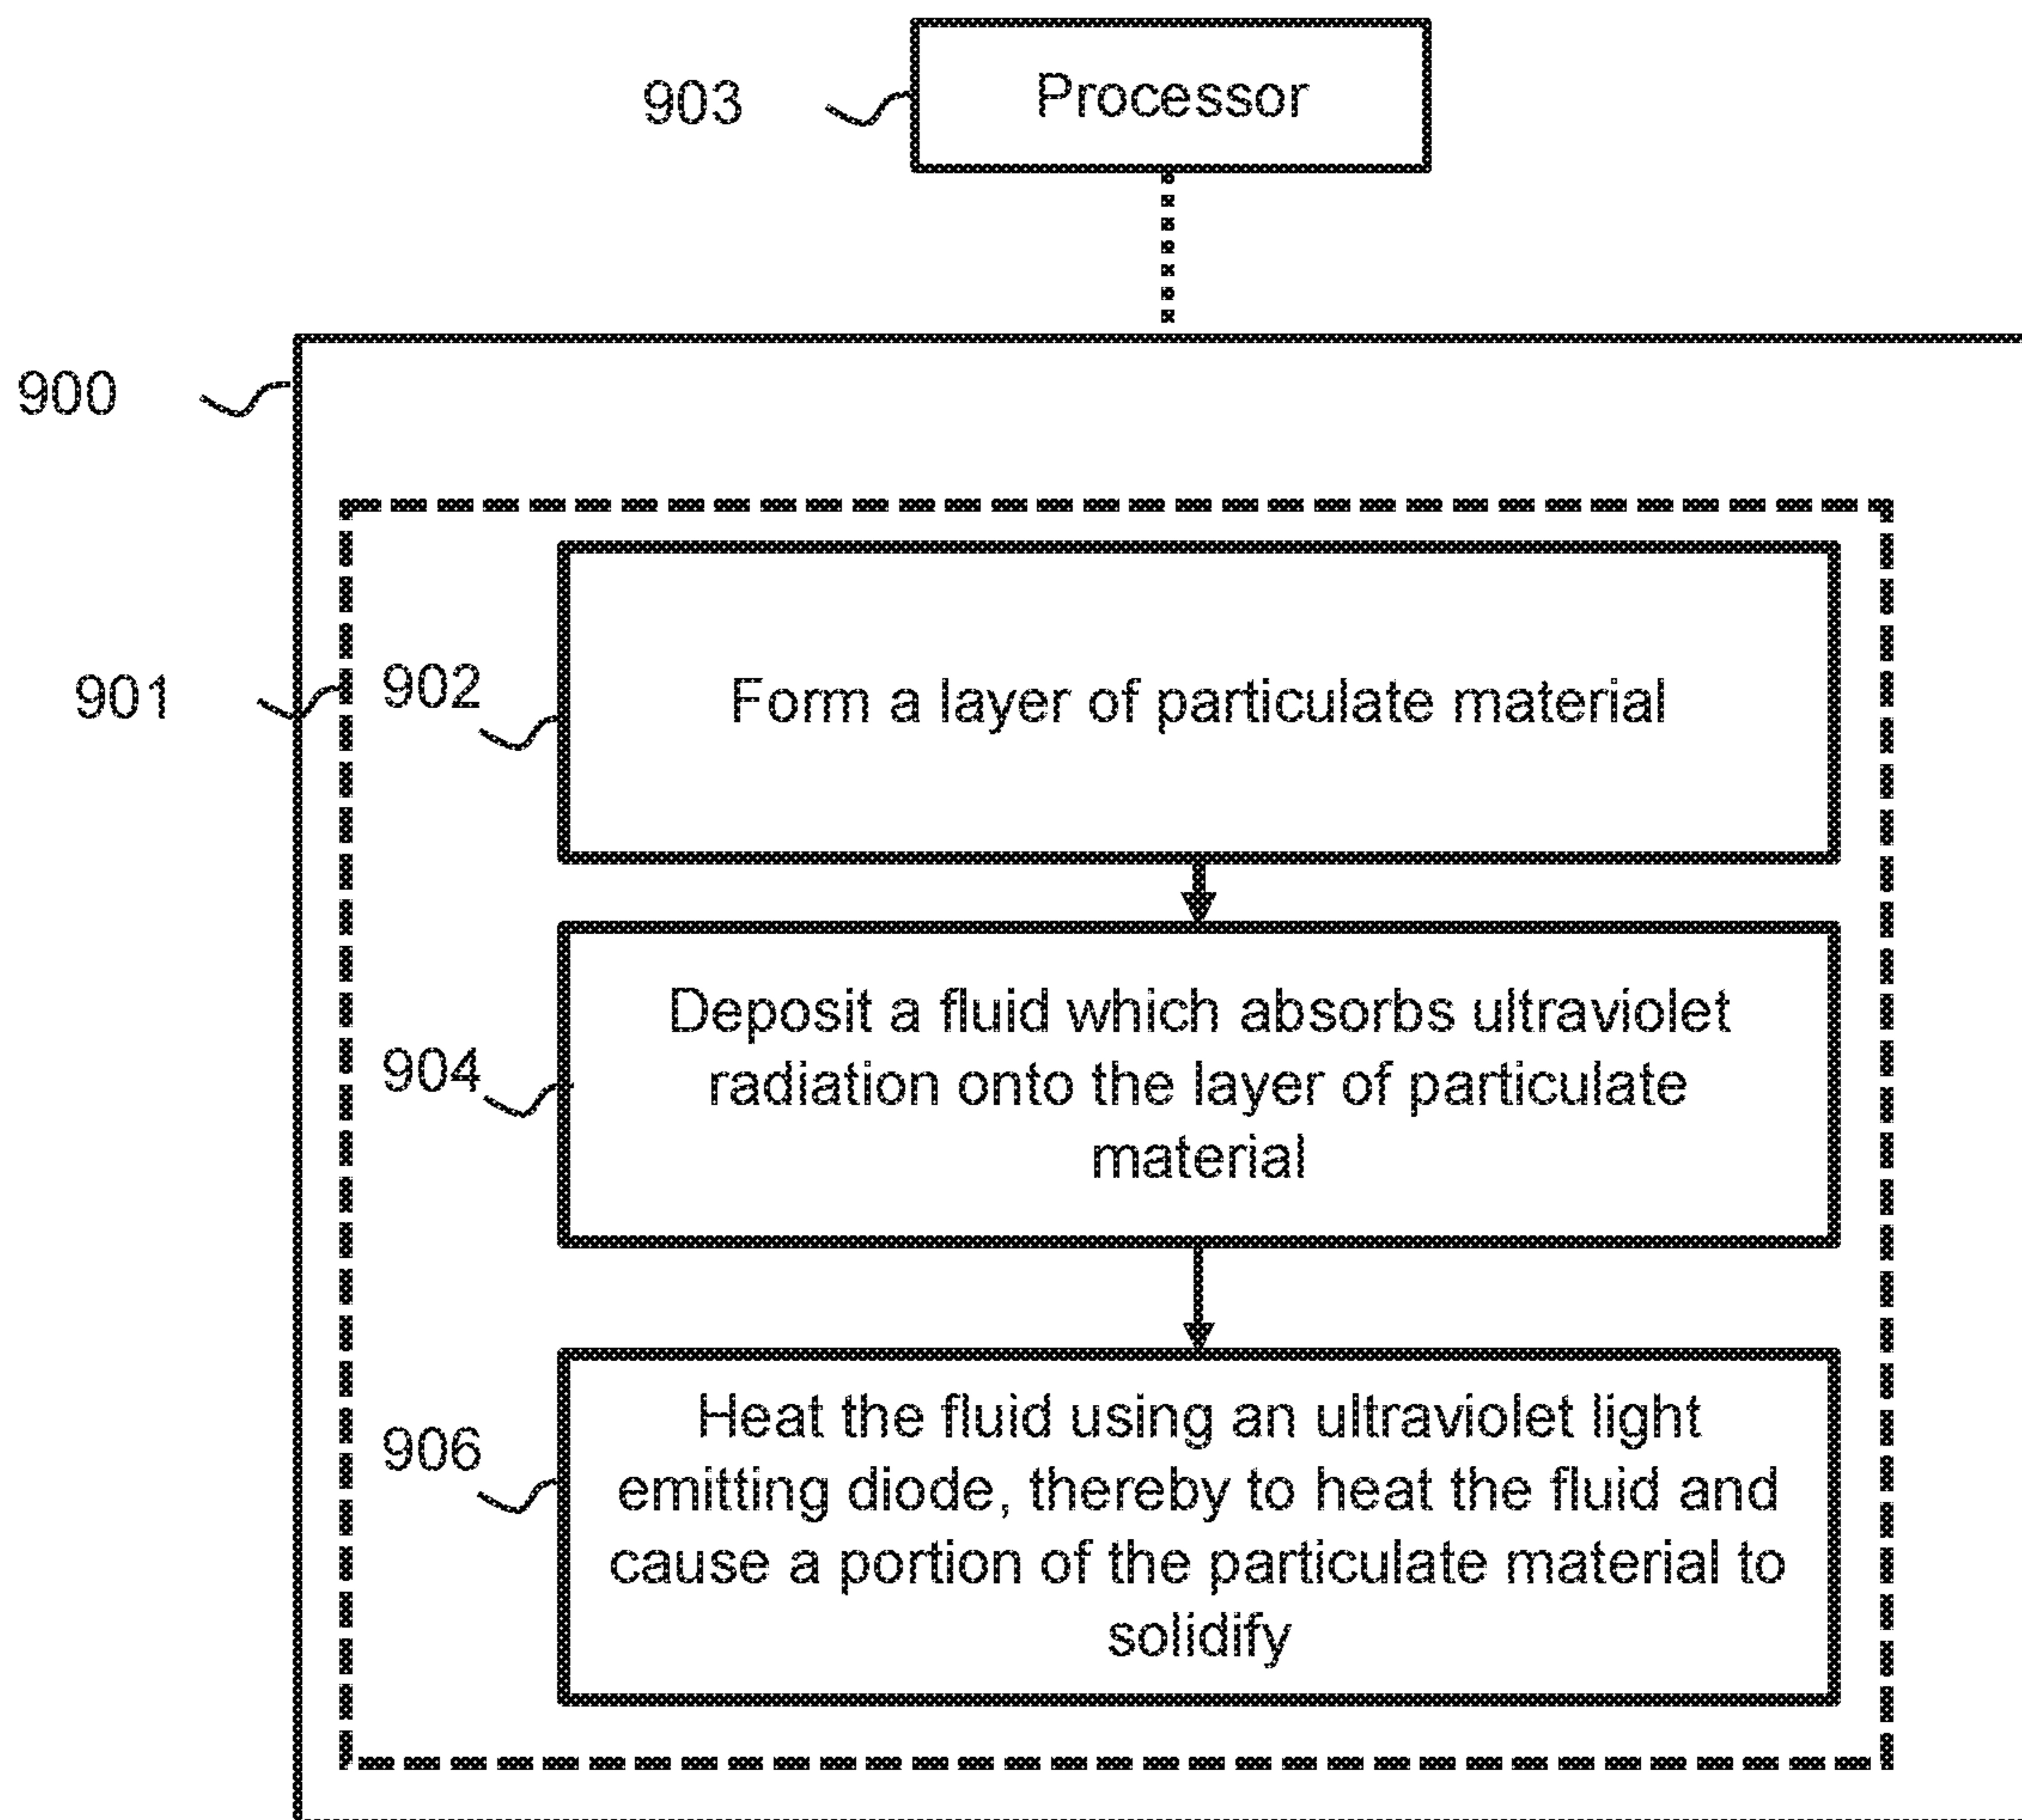 903
Processor
900
901
902
Form a layer of particulate material
904
Deposit a fluid which absorbs ultraviolet
radiation onto the layer of particulate
material
906
Heat the fluid using an ultraviolet light
emitting diode, thereby to heat the fluid and
cause a portion of the particulate material to
solidify